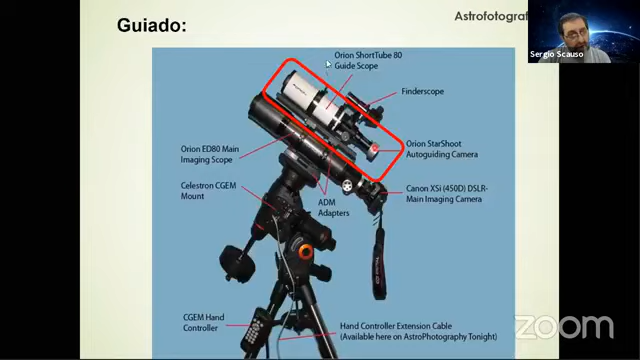 Astrofotograf
Guiado:
Sergio Scauso
Orion ShortTube 80
Guide Scope
Finderscope
Orion ED80 Main
Imaging Scope
Orion StarShoot
Autoguiding Camera
Celestron CGEM
Mount
ADM
Adapters
Canon XSi (450D) DSLR-
Main Imaging Camera
CGEM Hand
Controller
Hand Controller Extension Cable
(Available here on AstroPhotography Tonight)
zoom